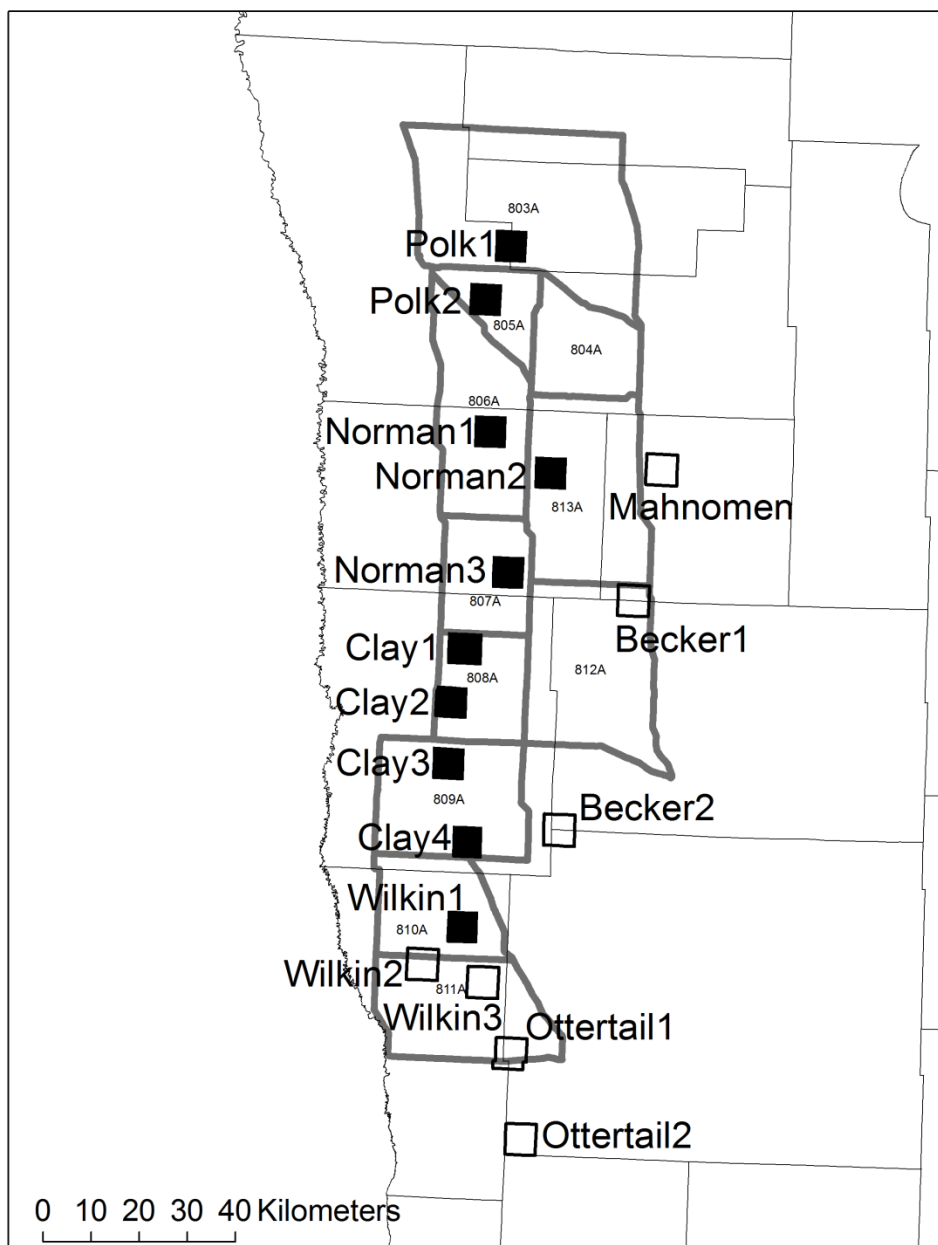 803A
Polk1
Polk2
805A
804A
806A
Norman1
Norman2
813A
Mahnomen
Norman3
807A
Becker1
Clay1
808A
812A
Clay2
Clay3
809A
Becker2
Clay4
Wilkin1
810A
Wilkin2
811A
Wilkin3
Ottertail1
Ottertail2
0 10 20 30 40 Kilometers